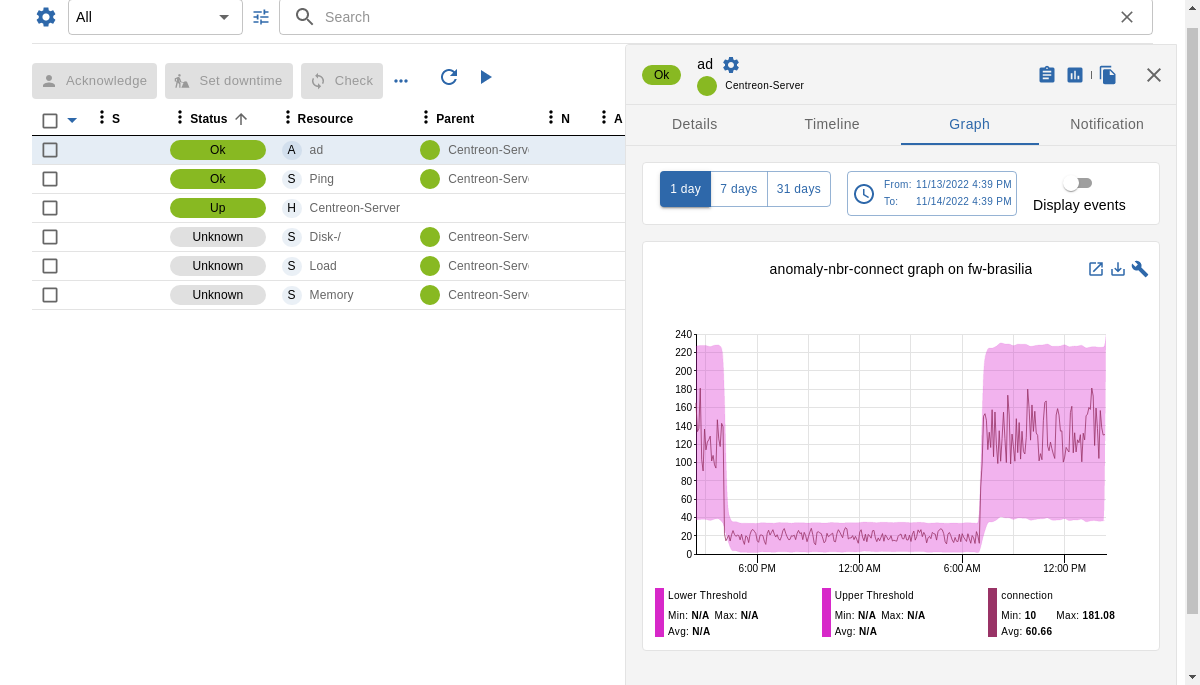 All
Search
Acknowledge
Set downtime
Check
S
Status
Resource
Parent
N
A
Ok
A
ad
Centreon-Serv
Ok
S
Ping
Centreon-Serv
Up
H
Centreon-Server
Unknown
S
Disk-/
Centreon-Serv
Unknown
S
Load
Centreon-Serv
Unknown
S
Memory
Centreon-Serv
Ok
ad
Centreon-Server
Details
Timeline
Graph
Notification
1 day
7 days
31 days
From: 11/13/2022 4:39 PM
To: 11/14/2022 4:39 PM
Display events
anomaly-nbr-connect graph on fw-brasilia
240
220
200
180
160
140
120
100
80
60
40
20
0
6:00 PM
12:00 AM
6:00 AM
12:00 PM
Lower Threshold
Min: N/A Max: N/A
Avg: N/A
Upper Threshold
Min: N/A Max: N/A
Avg: N/A
connection
Min: 10 Max: 181.08
Avg: 60.66